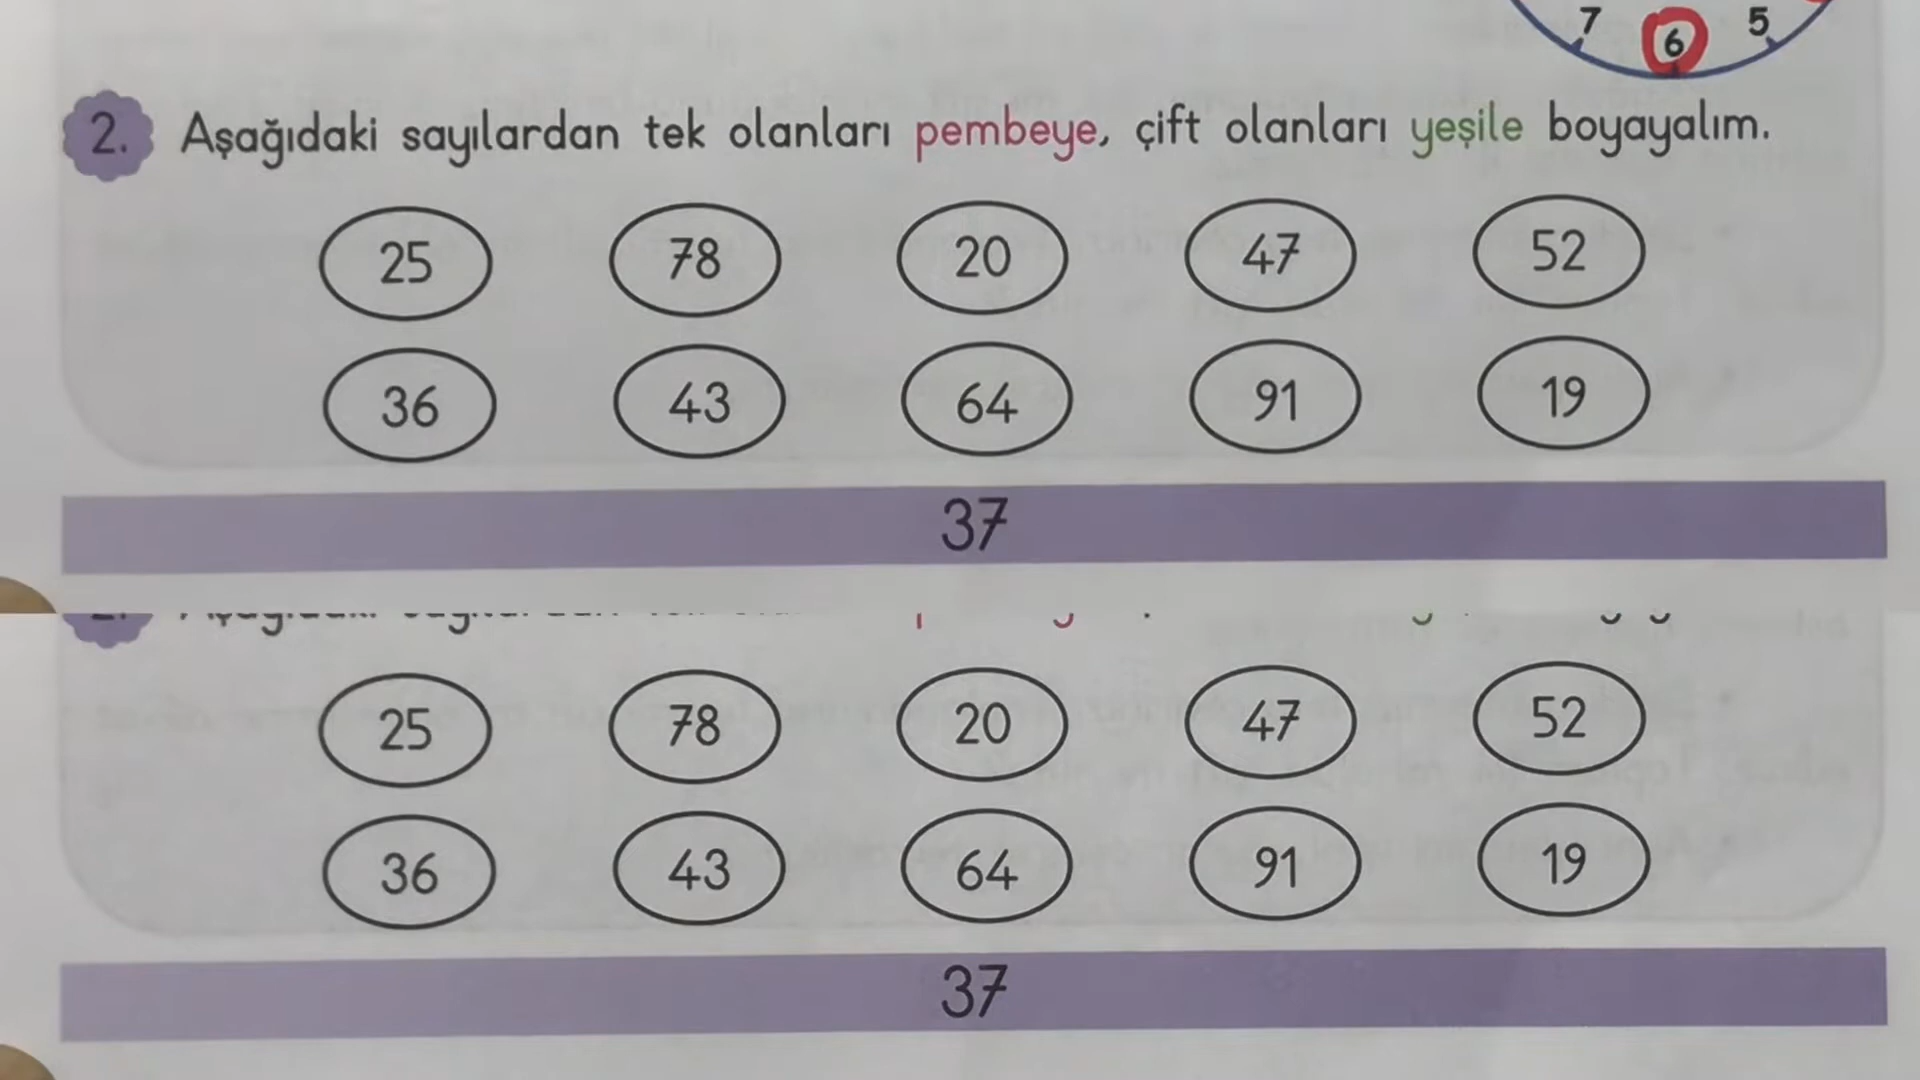 7 6 5
2. Aşağıdaki sayılardan tek olanları pembeye, çift olanları yeşile boyayalım.
25 78 20 47 52
36 43 64 91 19
37
25 78 20 47 52
36 43 64 91 19
37